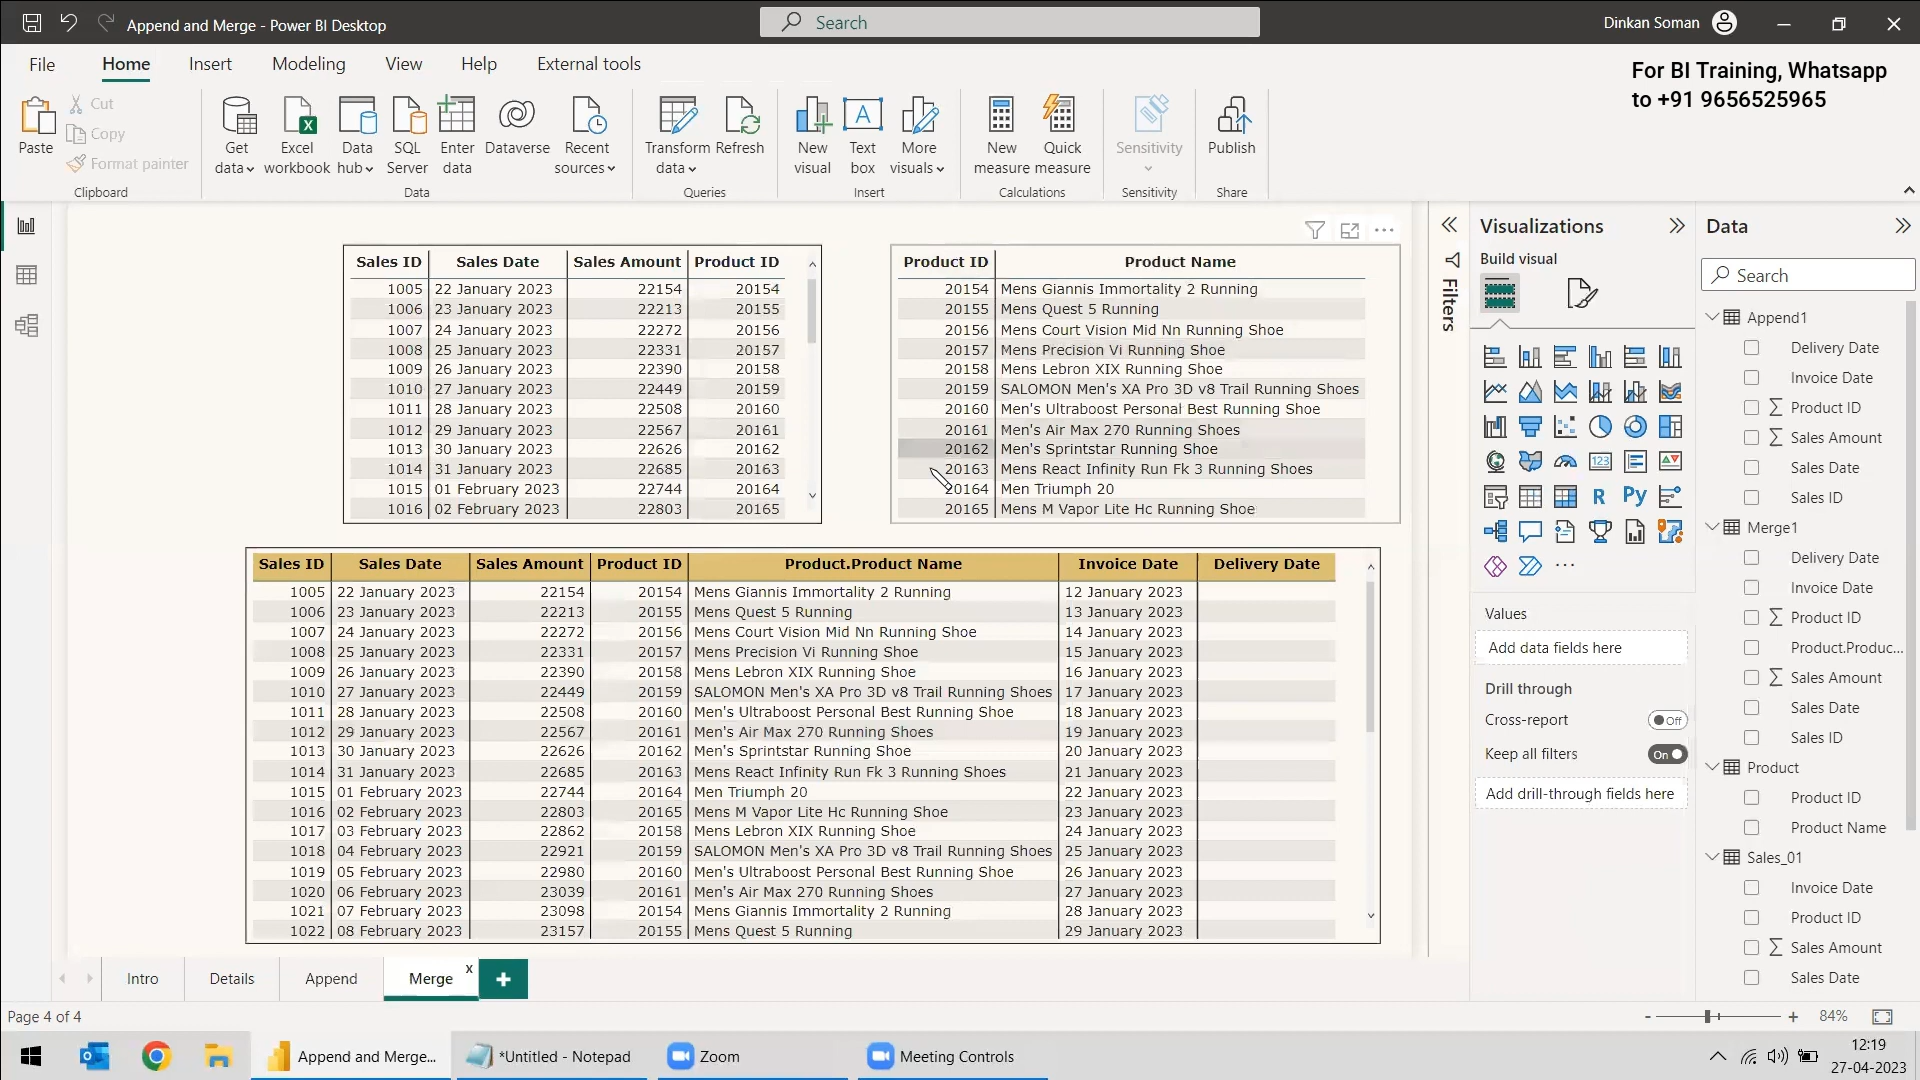 Append and Merge - Power BI Desktop
Search
Dinkan Soman
File Home Insert Modeling View Help External tools
For BI Training, Whatsapp
to +91 9656525965
Paste
Cut
Copy
Format painter
Clipboard
Get data
Excel workbook
Data hub
SQL Server
Enter data
Dataverse
Recent sources
Data
Transform data
Refresh
Queries
New visual
Text box
More visuals
Insert
New measure
Quick measure
Calculations
Sensitivity
Sensitivity
Publish
Share
Sales ID Sales Date Sales Amount Product ID
1005 22 January 2023 22154 20154
1006 23 January 2023 22213 20155
1007 24 January 2023 22272 20156
1008 25 January 2023 22331 20157
1009 26 January 2023 22390 20158
1010 27 January 2023 22449 20159
1011 28 January 2023 22508 20160
1012 29 January 2023 22567 20161
1013 30 January 2023 22626 20162
1014 31 January 2023 22685 20163
1015 01 February 2023 22744 20164
1016 02 February 2023 22803 20165
Product ID Product Name
20154 Mens Giannis Immortality 2 Running
20155 Mens Quest 5 Running
20156 Mens Court Vision Mid Nn Running Shoe
20157 Mens Precision Vi Running Shoe
20158 Mens Lebron XIX Running Shoe
20159 SALOMON Men's XA Pro 3D v8 Trail Running Shoes
20160 Men's Ultraboost Personal Best Running Shoe
20161 Men's Air Max 270 Running Shoes
20162 Men's Sprintstar Running Shoe
20163 Mens React Infinity Run Fk 3 Running Shoes
20164 Men Triumph 20
20165 Mens M Vapor Lite Hc Running Shoe
Sales ID Sales Date Sales Amount Product ID Product.Product Name Invoice Date Delivery Date
1005 22 January 2023 22154 20154 Mens Giannis Immortality 2 Running 12 January 2023
1006 23 January 2023 22213 20155 Mens Quest 5 Running 13 January 2023
1007 24 January 2023 22272 20156 Mens Court Vision Mid Nn Running Shoe 14 January 2023
1008 25 January 2023 22331 20157 Mens Precision Vi Running Shoe 15 January 2023
1009 26 January 2023 22390 20158 Mens Lebron XIX Running Shoe 16 January 2023
1010 27 January 2023 22449 20159 SALOMON Men's XA Pro 3D v8 Trail Running Shoes 17 January 2023
1011 28 January 2023 22508 20160 Men's Ultraboost Personal Best Running Shoe 18 January 2023
1012 29 January 2023 22567 20161 Men's Air Max 270 Running Shoes 19 January 2023
1013 30 January 2023 22626 20162 Men's Sprintstar Running Shoe 20 January 2023
1014 31 January 2023 22685 20163 Mens React Infinity Run Fk 3 Running Shoes 21 January 2023
1015 01 February 2023 22744 20164 Men Triumph 20 22 January 2023
1016 02 February 2023 22803 20165 Mens M Vapor Lite Hc Running Shoe 23 January 2023
1017 03 February 2023 22862 20158 Mens Lebron XIX Running Shoe 24 January 2023
1018 04 February 2023 22921 20159 SALOMON Men's XA Pro 3D v8 Trail Running Shoes 25 January 2023
1019 05 February 2023 22980 20160 Men's Ultraboost Personal Best Running Shoe 26 January 2023
1020 06 February 2023 23039 20161 Men's Air Max 270 Running Shoes 27 January 2023
1021 07 February 2023 23098 20154 Mens Giannis Immortality 2 Running 28 January 2023
1022 08 February 2023 23157 20155 Mens Quest 5 Running 29 January 2023
Filters
Visualizations
Build visual
123
R
Py
Values
Add data fields here
Drill through
Cross-report Off
Keep all filters On
Add drill-through fields here
Data
Search
Append1
Delivery Date
Invoice Date
Product ID
Sales Amount
Sales Date
Sales ID
Merge1
Delivery Date
Invoice Date
Product ID
Product.Produc...
Sales Amount
Sales Date
Sales ID
Product
Product ID
Product Name
Sales_01
Invoice Date
Product ID
Sales Amount
Sales Date
Intro Details Append Merge x +
Page 4 of 4
- + 84%
Append and Merge...
*Untitled - Notepad
Zoom
Meeting Controls
12:19
27-04-2023